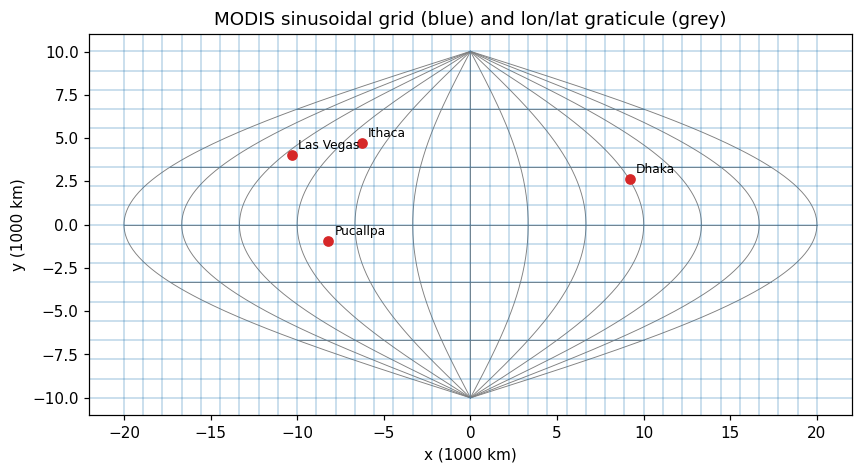 MODIS sinusoidal grid (blue) and lon/lat graticule (grey)
10.0
7.5
5.0
2.5
0.0
−2.5
−5.0
−7.5
−10.0
y (1000 km)
Ithaca
Las Vegas
Dhaka
Pucallpa
−20 −15 −10 −5 0 5 10 15 20
x (1000 km)